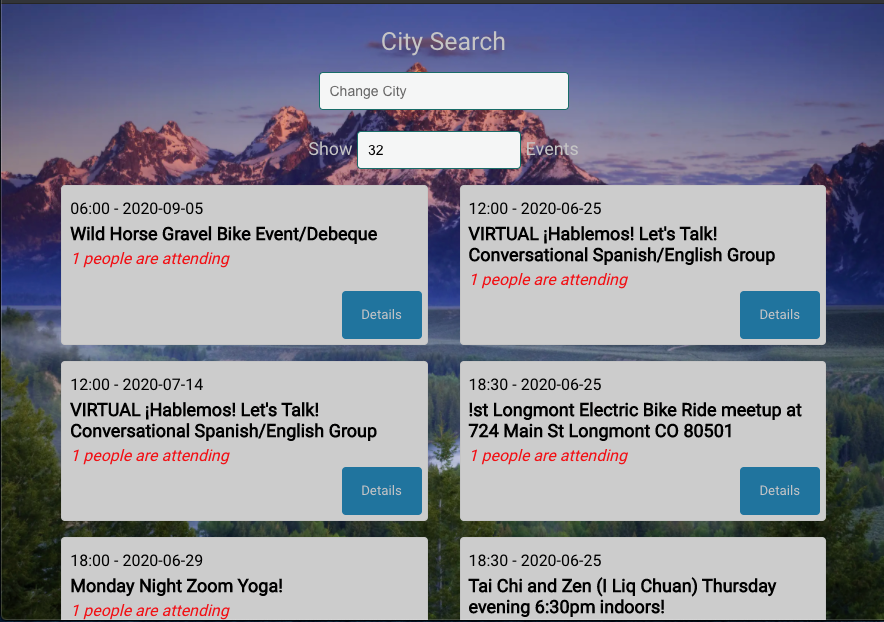 City Search
Change City
Show 32 Events
06:00 - 2020-09-05
Wild Horse Gravel Bike Event/Debeque
1 people are attending
Details
12:00 - 2020-06-25
VIRTUAL ¡Hablemos! Let's Talk!
Conversational Spanish/English Group
1 people are attending
Details
12:00 - 2020-07-14
VIRTUAL ¡Hablemos! Let's Talk!
Conversational Spanish/English Group
1 people are attending
Details
18:30 - 2020-06-25
!st Longmont Electric Bike Ride meetup at
724 Main St Longmont CO 80501
1 people are attending
Details
18:00 - 2020-06-29
Monday Night Zoom Yoga!
1 people are attending
18:30 - 2020-06-25
Tai Chi and Zen (I Liq Chuan) Thursday
evening 6:30pm indoors!